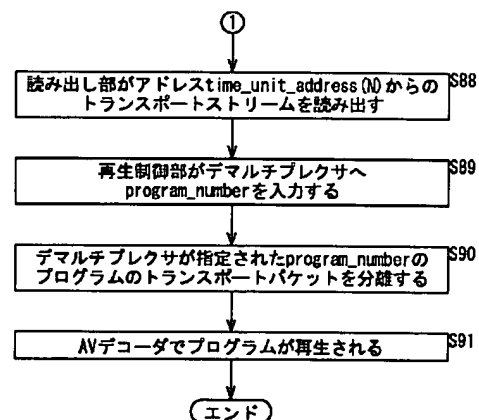 ①
読み出し部がアドレスtime_unit_address(N)からの
トランスポートストリームを読み出す
S88
再生制御部がデマルチプレクサへ
program_numberを入力する
S89
デマルチプレクサが指定されたprogram_numberの
プログラムのトランスポートパケットを分離する
S90
AVデコーダでプログラムが再生される
S91
エンド